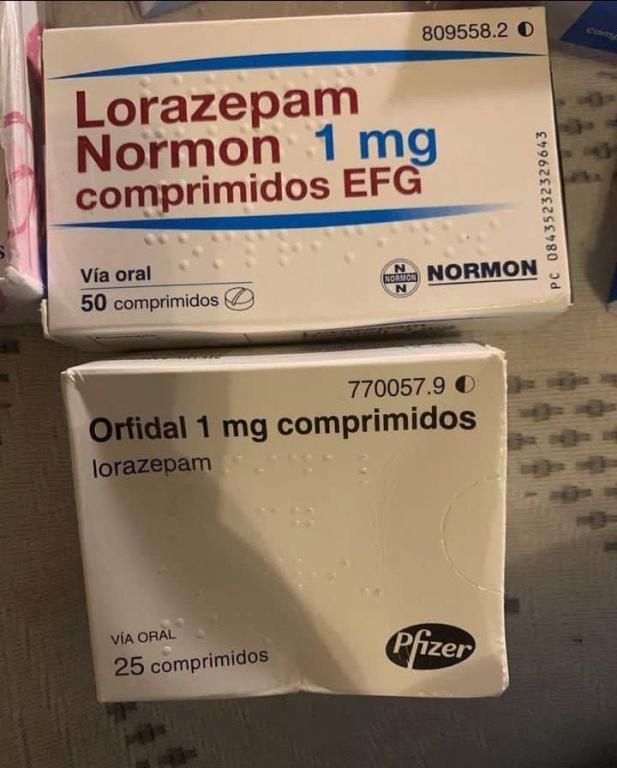 809558.2
Lorazepam
Normon 1 mg
comprimidos EFG
Vía oral
50 comprimidos
N
NORMON
N
NORMON
PC 08435232329643
770057.9
Orfidal 1 mg comprimidos
lorazepam
VÍA ORAL
25 comprimidos
Pfizer